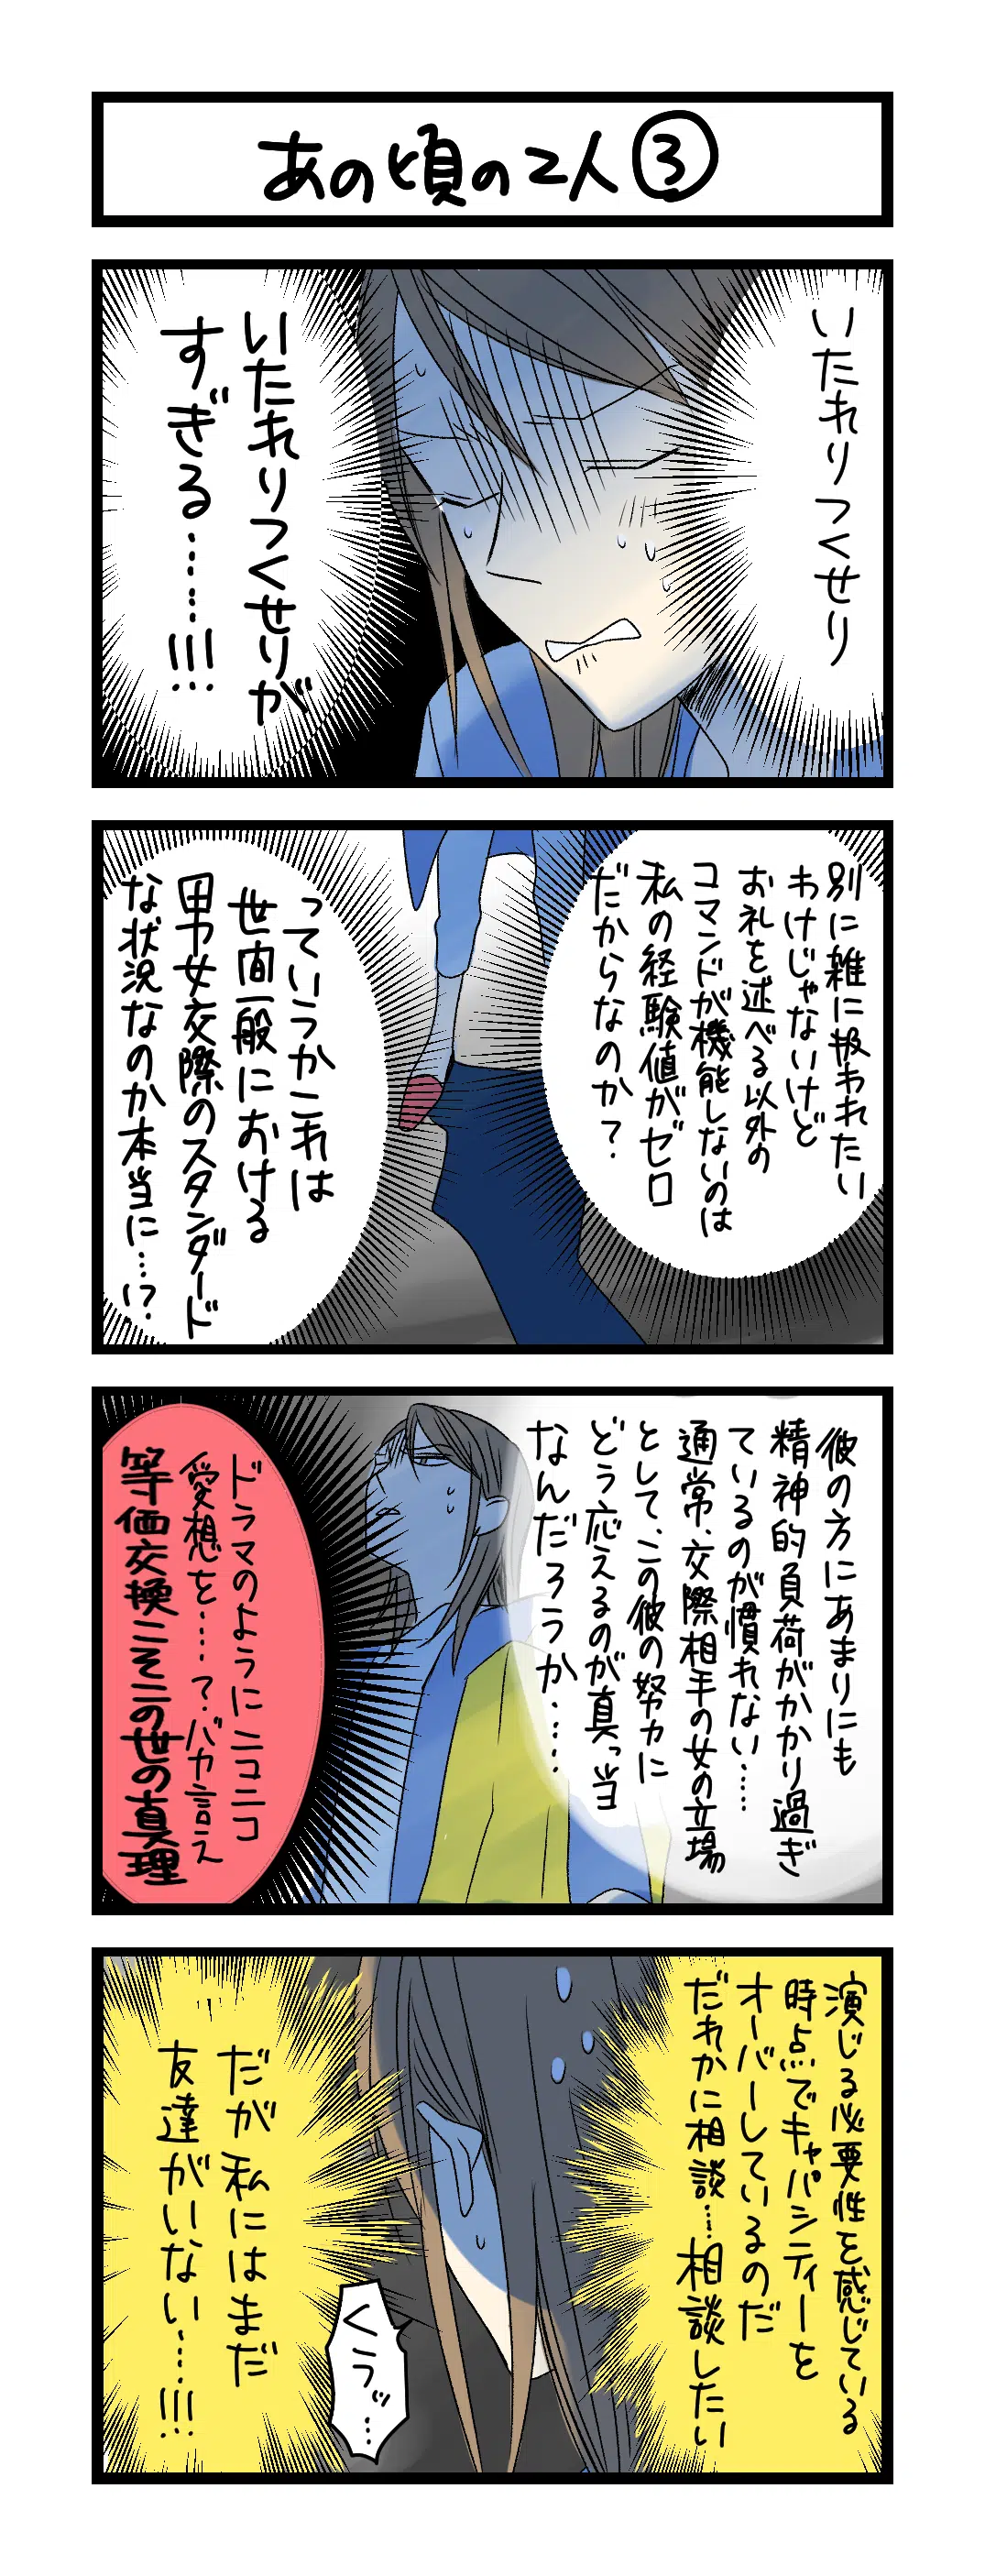 あの頃の2人③
いたれりつくせり
いたれりつくせりが
すぎる……!!!
別に雑に扱われたい
わけじゃないけど
お礼を述べる以外の
コマンドが機能しないのは
私の経験値がゼロ
だからなのか?
っていうかこれは
世間一般における
男女交際のスタンダード
な状況なのか本当に…!?
彼の方にあまりにも
精神的負荷がかかり過ぎ
ているのが慣れない……
通常、交際相手の女の立場
として、この彼の努力に
どう応えるのが真っ当
なんだろうか……
ドラマのようにニコニコ
愛想を…?バカ言え
等価交換こそこの世の真理
演じる必要性を感じている
時点でキャパシティーを
オーバーしているのだ
だれかに相談…相談したい
だが私にはまだ
友達がいない……!!!
くうッ…